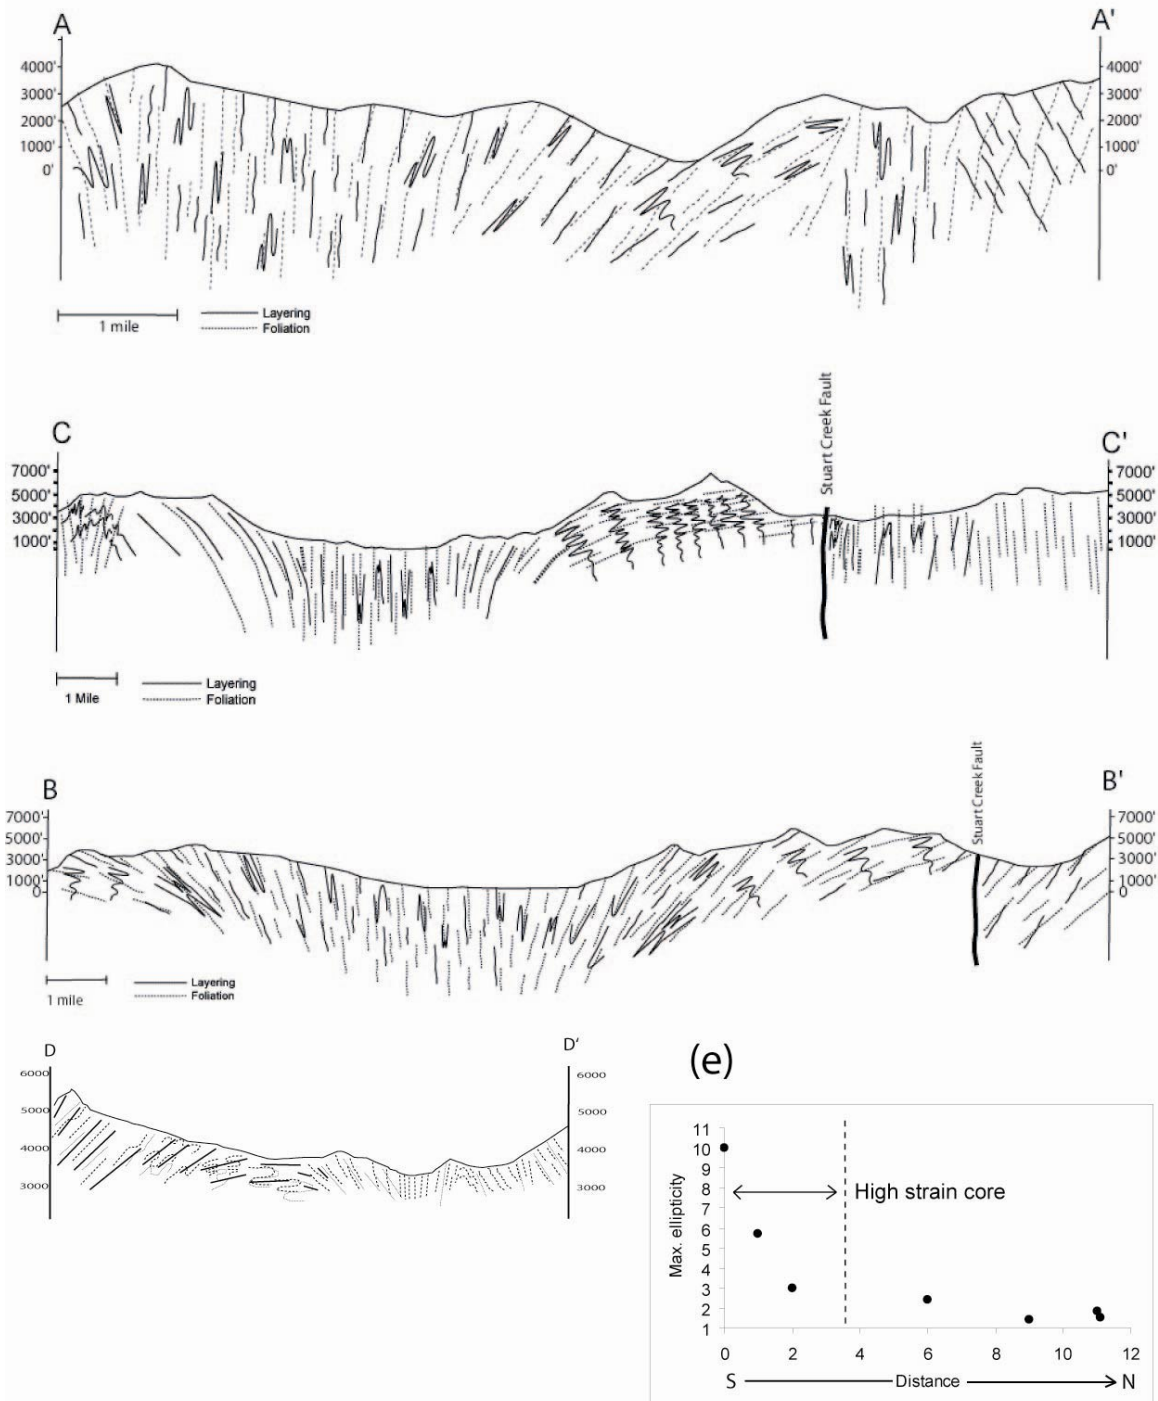 A A'
4000' 4000'
3000' 3000'
2000' 2000'
1000' 1000'
0' 0'
1 mile
Layering
Foliation
Stuart Creek Fault
C C'
7000' 7000'
5000' 5000'
3000' 3000'
1000' 1000'
1 Mile
Layering
Foliation
Stuart Creek Fault
B B'
7000' 7000'
5000' 5000'
3000' 3000'
1000' 1000'
0 0
1 mile
Layering
Foliation
D D'
6000 6000
5000 5000
4000 4000
3000 3000
(e)
11
10
9
8
7
6
5
4
3
2
1
Max. ellipticity
High strain core
0 2 4 6 8 10 12
S Distance N